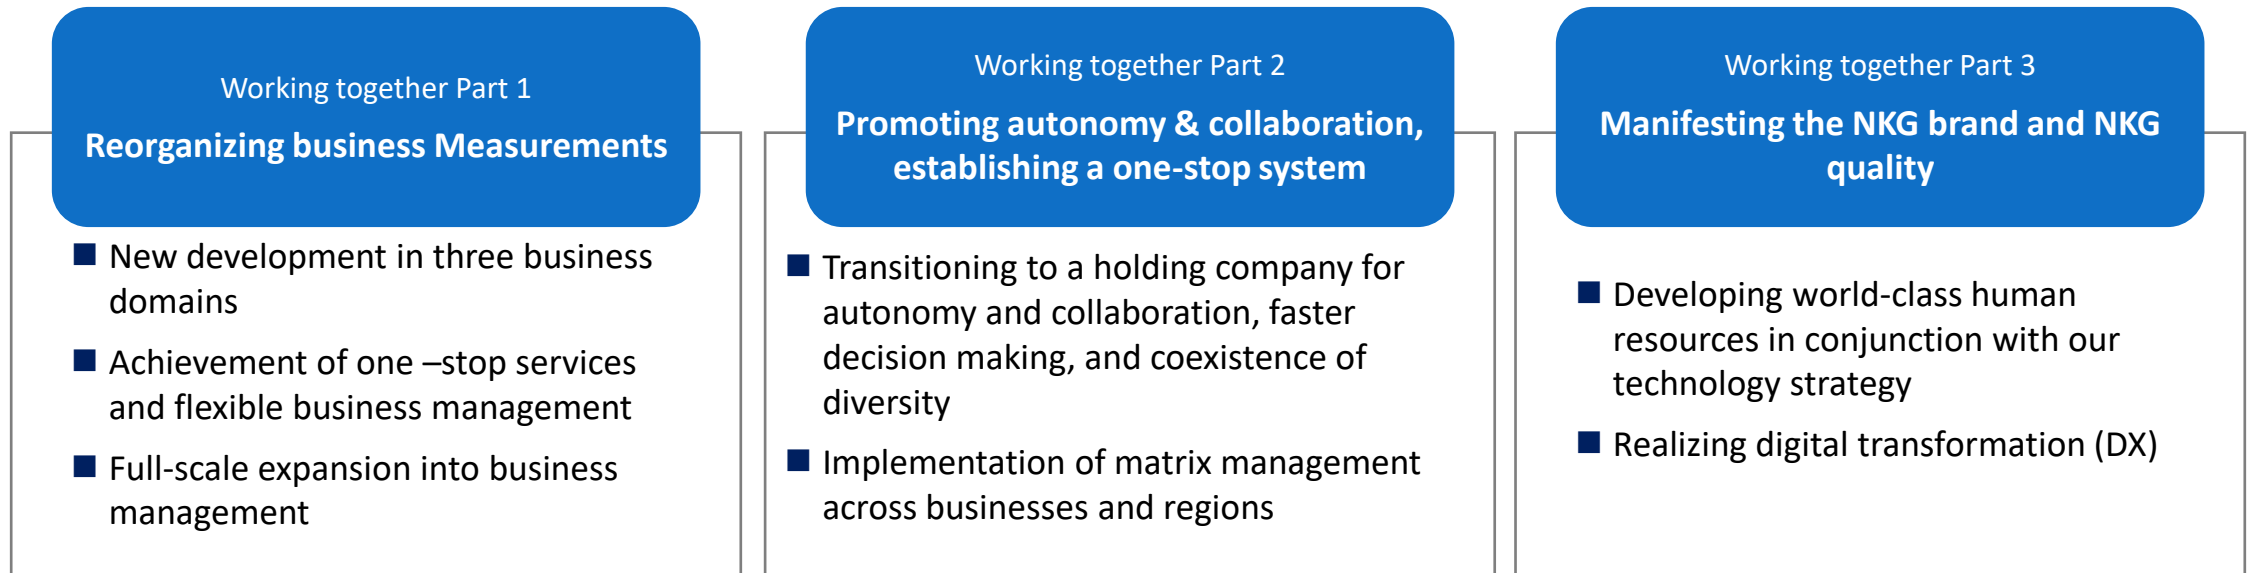 Working together Part 1
Reorganizing business Measurements
■ New development in three business
domains
■ Achievement of one –stop services
and flexible business management
■ Full-scale expansion into business
management
Working together Part 2
Promoting autonomy & collaboration,
establishing a one-stop system
■ Transitioning to a holding company for
autonomy and collaboration, faster
decision making, and coexistence of
diversity
■ Implementation of matrix management
across businesses and regions
Working together Part 3
Manifesting the NKG brand and NKG
quality
■ Developing world-class human
resources in conjunction with our
technology strategy
■ Realizing digital transformation (DX)